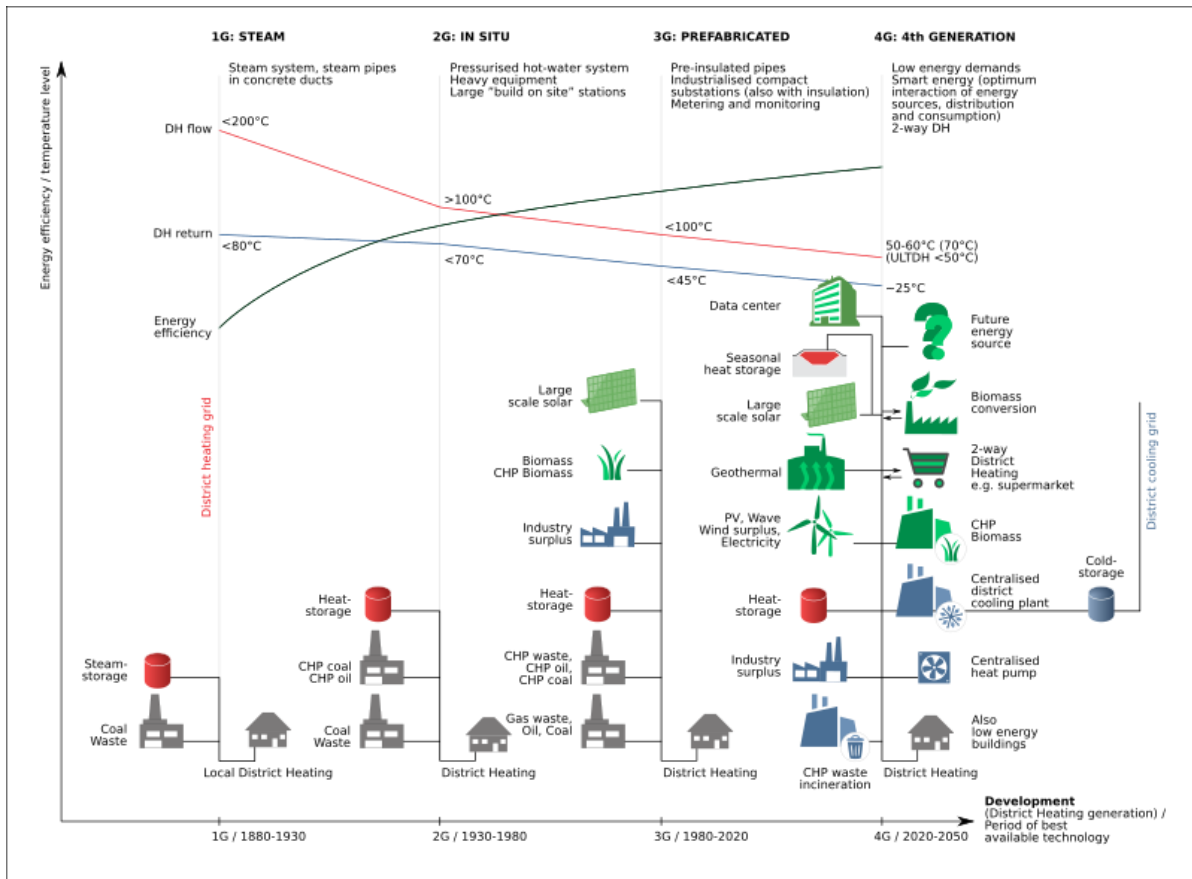 1G: STEAM
Steam system, steam pipes
in concrete ducts
2G: IN SITU
Pressurised hot-water system
Heavy equipment
Large “build on site” stations
3G: PREFABRICATED
Pre-insulated pipes
Industrialised compact
substations (also with insulation)
Metering and monitoring
4G: 4th GENERATION
Low energy demands
Smart energy (optimum
interaction of energy
sources, distribution
and consumption)
2-way DH
Energy efficiency / temperature level
DH flow
<200°C
>100°C
<100°C
50-60°C (70°C)
(ULTDH <50°C)
DH return
<80°C
<70°C
<45°C
~25°C
Energy
efficiency
District heating grid
Steam-
storage
Coal
Waste
Local District Heating
Heat-
storage
CHP coal
CHP oil
Coal
Waste
District Heating
Large
scale solar
Biomass
CHP Biomass
Industry
surplus
Heat-
storage
CHP waste,
CHP oil,
CHP coal
Gas waste,
Oil, Coal
District Heating
Data center
Seasonal
heat storage
Large
scale solar
Geothermal
PV, Wave
Wind surplus,
Electricity
Heat-
storage
Industry
surplus
CHP waste
incineration
Future
energy
source
Biomass
conversion
2-way
District
Heating
e.g. supermarket
CHP
Biomass
Centralised
district
cooling plant
Centralised
heat pump
Also
low energy
buildings
District Heating
Cold-
storage
District cooling grid
1G / 1880-1930
2G / 1930-1980
3G / 1980-2020
4G / 2020-2050
Development
(District Heating generation) /
Period of best
available technology